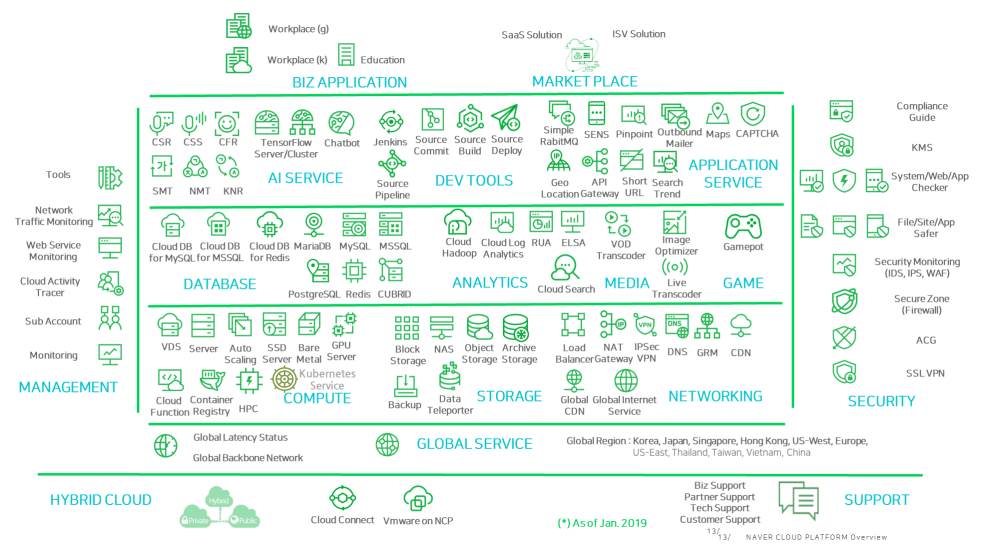 Workplace (g)
Workplace (k)
Education
BIZ APPLICATION
SaaS Solution
ISV Solution
MARKET PLACE
Tools
Network
Traffic Monitoring
Web Service
Monitoring
Cloud Activity
Tracer
Sub Account
Monitoring
MANAGEMENT
CSR
CSS
CFR
TensorFlow
Server/Cluster
Chatbot
SMT
NMT
KNR
AI SERVICE
가
Jenkins
Source
Commit
Source
Build
Source
Deploy
Source
Pipeline
DEV TOOLS
Simple
RabitMQ
SENS
Pinpoint
Outbound
Mailer
Maps
CAPTCHA
IP
Geo
Location
API
Gateway
Short
URL
Search
Trend
APPLICATION
SERVICE
Cloud DB
for MySQL
Cloud DB
for MSSQL
Cloud DB
for Redis
MariaDB
MySQL
MSSQL
PostgreSQL
Redis
CUBRID
DATABASE
Cloud
Hadoop
Cloud Log
Analytics
RUA
ELSA
Cloud Search
ANALYTICS
VOD
Transcoder
Image
Optimizer
Live
Transcoder
MEDIA
Gamepot
GAME
VDS
Server
Auto
Scaling
SSD
Server
Bare
Metal
GPU
Server
Cloud
Function
Container
Registry
HPC
Kubernetes
Service
COMPUTE
Block
Storage
NAS
Object
Storage
Archive
Storage
Backup
Data
Teleporter
STORAGE
Load
Balancer
IP
NAT
Gateway
VPN
IPSec
VPN
DNS
DNS
GRM
CDN
Global
CDN
Global Internet
Service
NETWORKING
Compliance
Guide
KMS
System/Web/App
Checker
File/Site/App
Safer
Security Monitoring
(IDS, IPS, WAF)
Secure Zone
(Firewall)
ACG
SSL VPN
SECURITY
Global Latency Status
Global Backbone Network
GLOBAL SERVICE
Global Region : Korea, Japan, Singapore, Hong Kong, US-West, Europe,
US-East, Thailand, Taiwan, Vietnam, China
HYBRID CLOUD
Hybrid
Private
Public
Cloud Connect
Vmware on NCP
(*) As of Jan. 2019
Biz Support
Partner Support
Tech Support
Customer Support
SUPPORT
13/
13/
NAVER CLOUD PLATFORM Overview